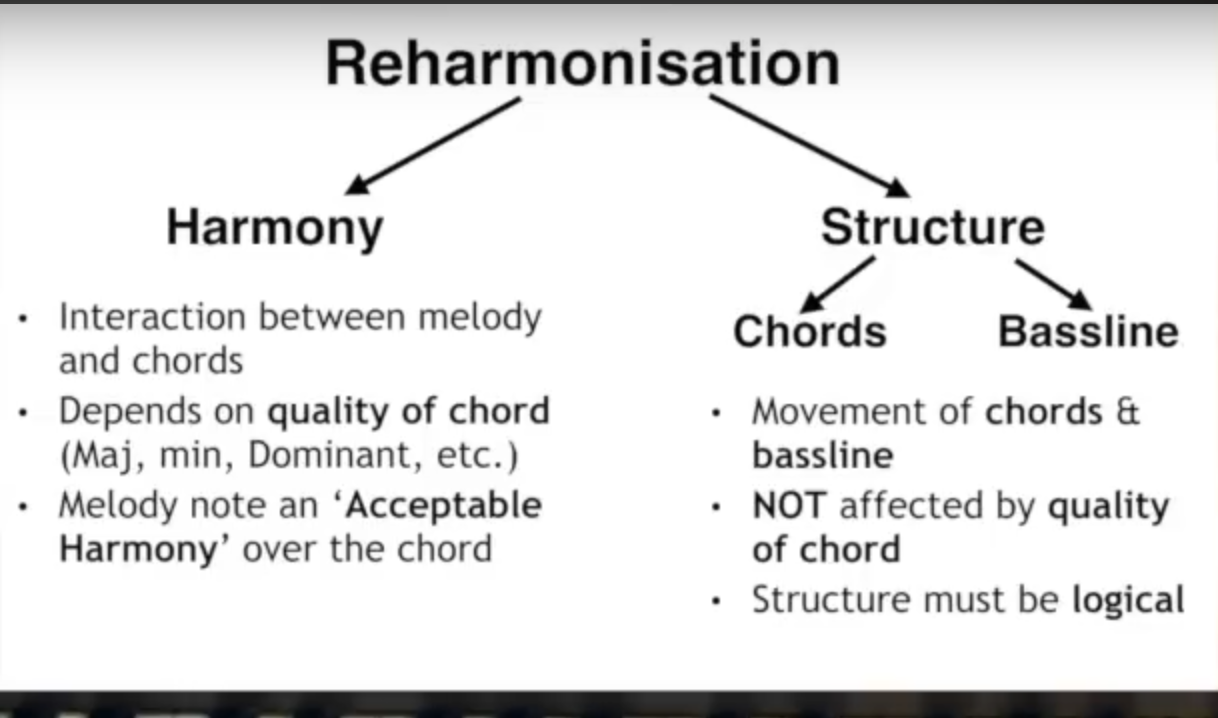 Reharmonisation
Harmony
• Interaction between melody
and chords
• Depends on quality of chord
(Maj, min, Dominant, etc.)
• Melody note an ‘Acceptable
Harmony’ over the chord
Structure
Chords Bassline
• Movement of chords &
bassline
• NOT affected by quality
of chord
• Structure must be logical